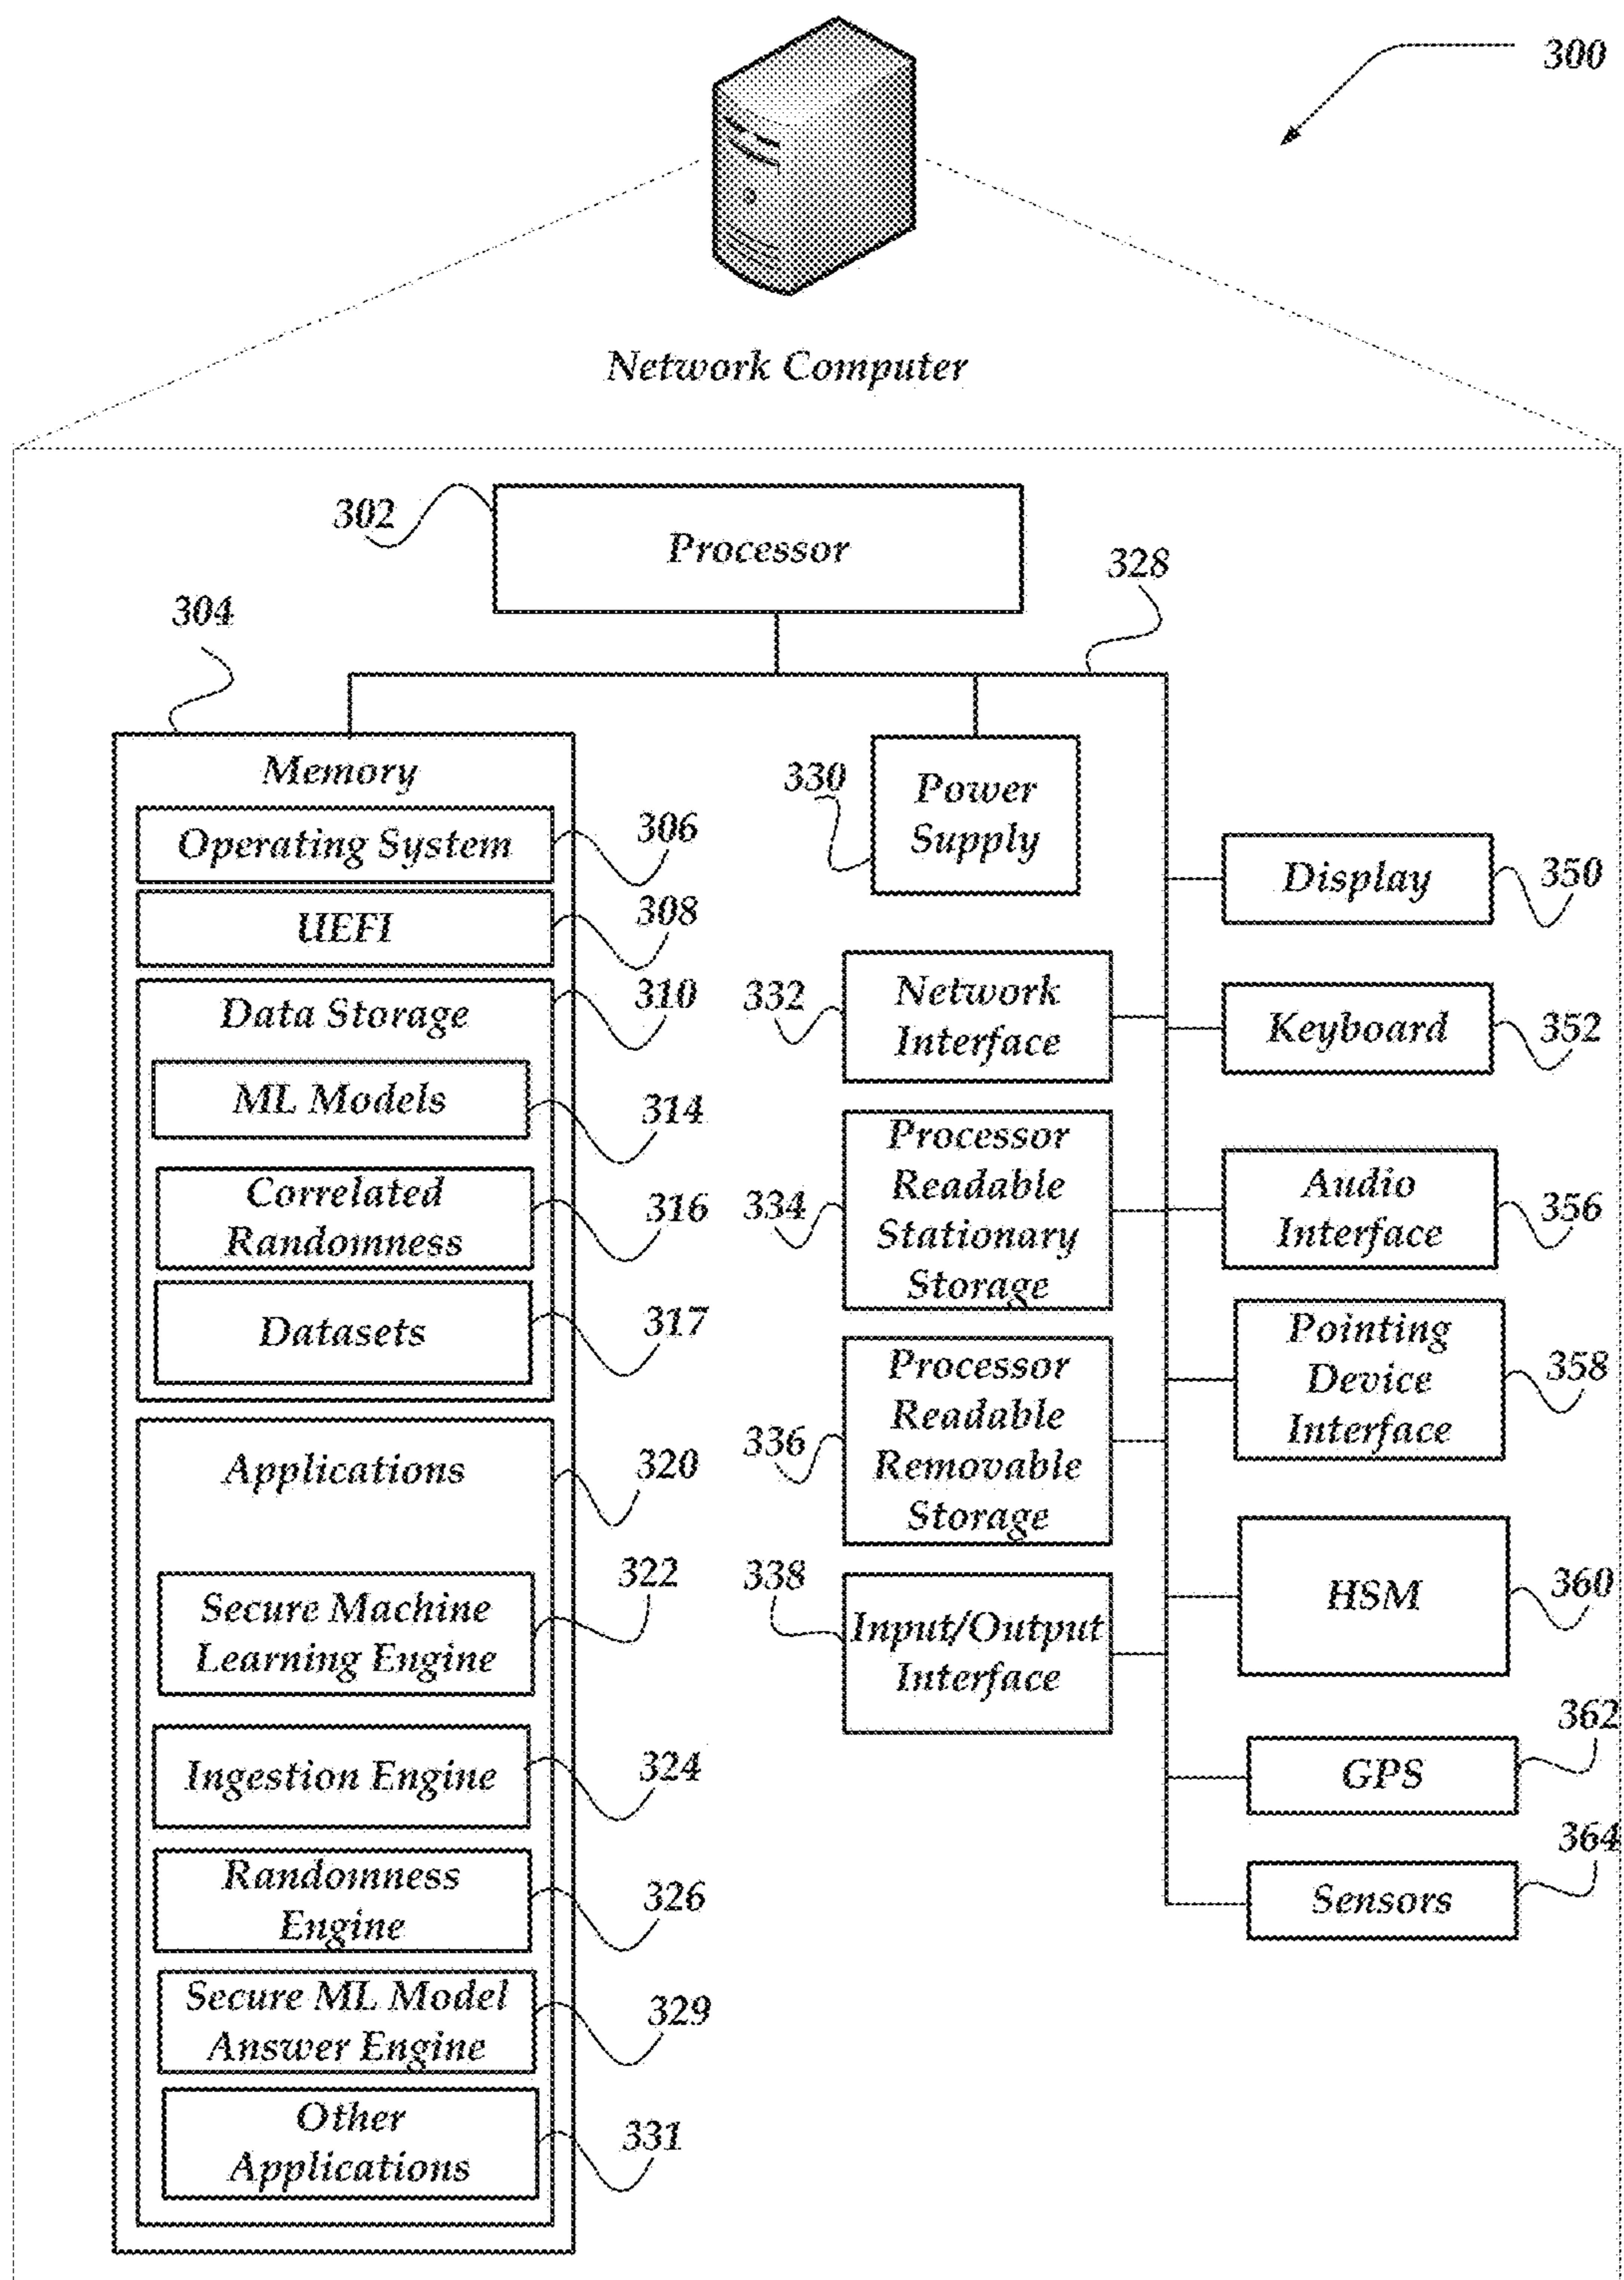 300
Network Computer
302
Processor
328
304
Memory
Operating System
306
UEFI
308
Data Storage
310
ML Models
314
Correlated
Randomness
316
Datasets
317
Applications
320
Secure Machine
Learning Engine
322
Ingestion Engine
324
Randomness
Engine
326
Secure ML Model
Answer Engine
329
Other
Applications
331
330
Power
Supply
332
Network
Interface
334
Processor
Readable
Stationary
Storage
336
Processor
Readable
Removable
Storage
338
Input/Output
Interface
Display
350
Keyboard
352
Audio
Interface
356
Pointing
Device
Interface
358
HSM
360
GPS
362
Sensors
364